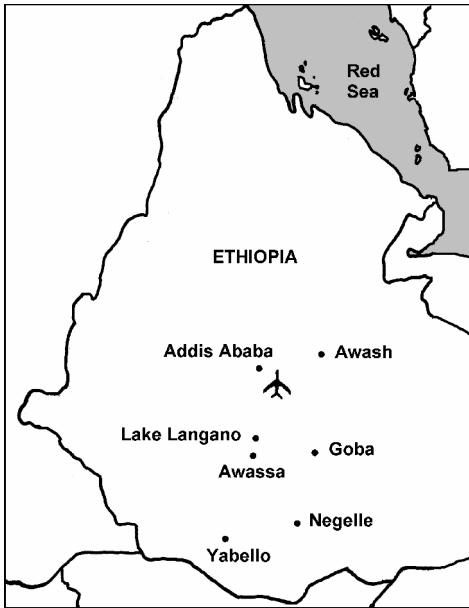 Red
Sea
ETHIOPIA
Addis Ababa
Awash
Lake Langano
Goba
Awassa
Negelle
Yabello